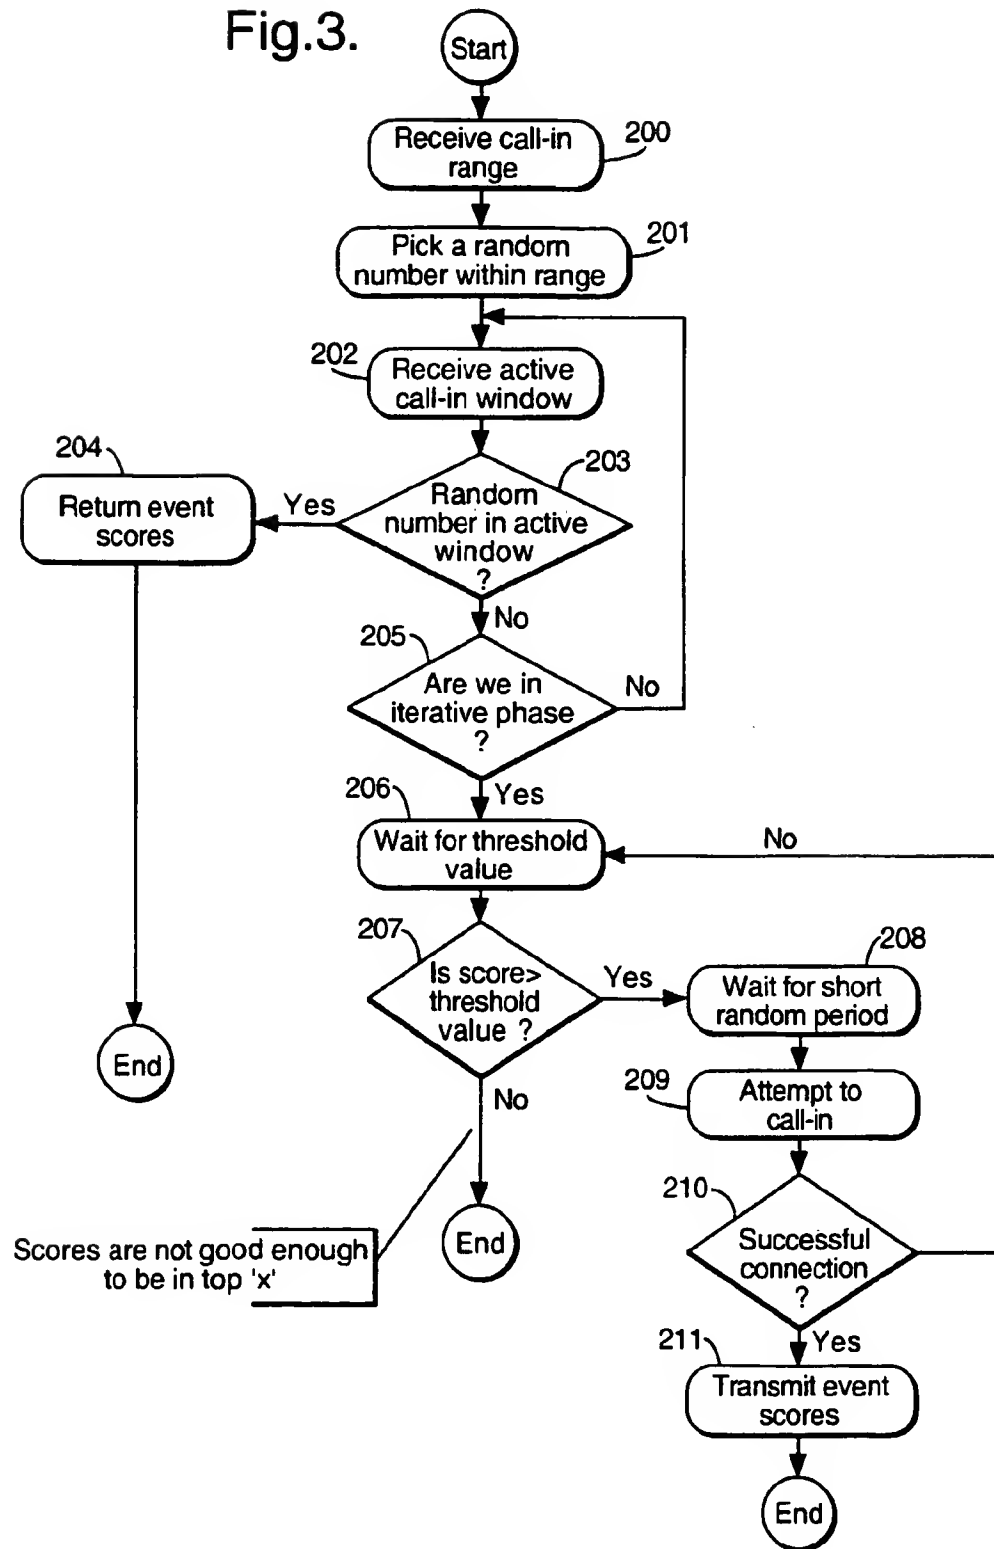 Fig.3.
Start
Receive call-in
range
200
Pick a random
number within range
201
202
Receive active
call-in window
203
Random
number in active
window
?
Yes
204
Return event
scores
End
No
205
Are we in
iterative phase
?
No
Yes
206
Wait for threshold
value
No
207
Is score>
threshold
value ?
Yes
208
Wait for short
random period
No
Scores are not good enough
to be in top 'x'
End
209
Attempt to
call-in
210
Successful
connection
?
Yes
211
Transmit event
scores
End